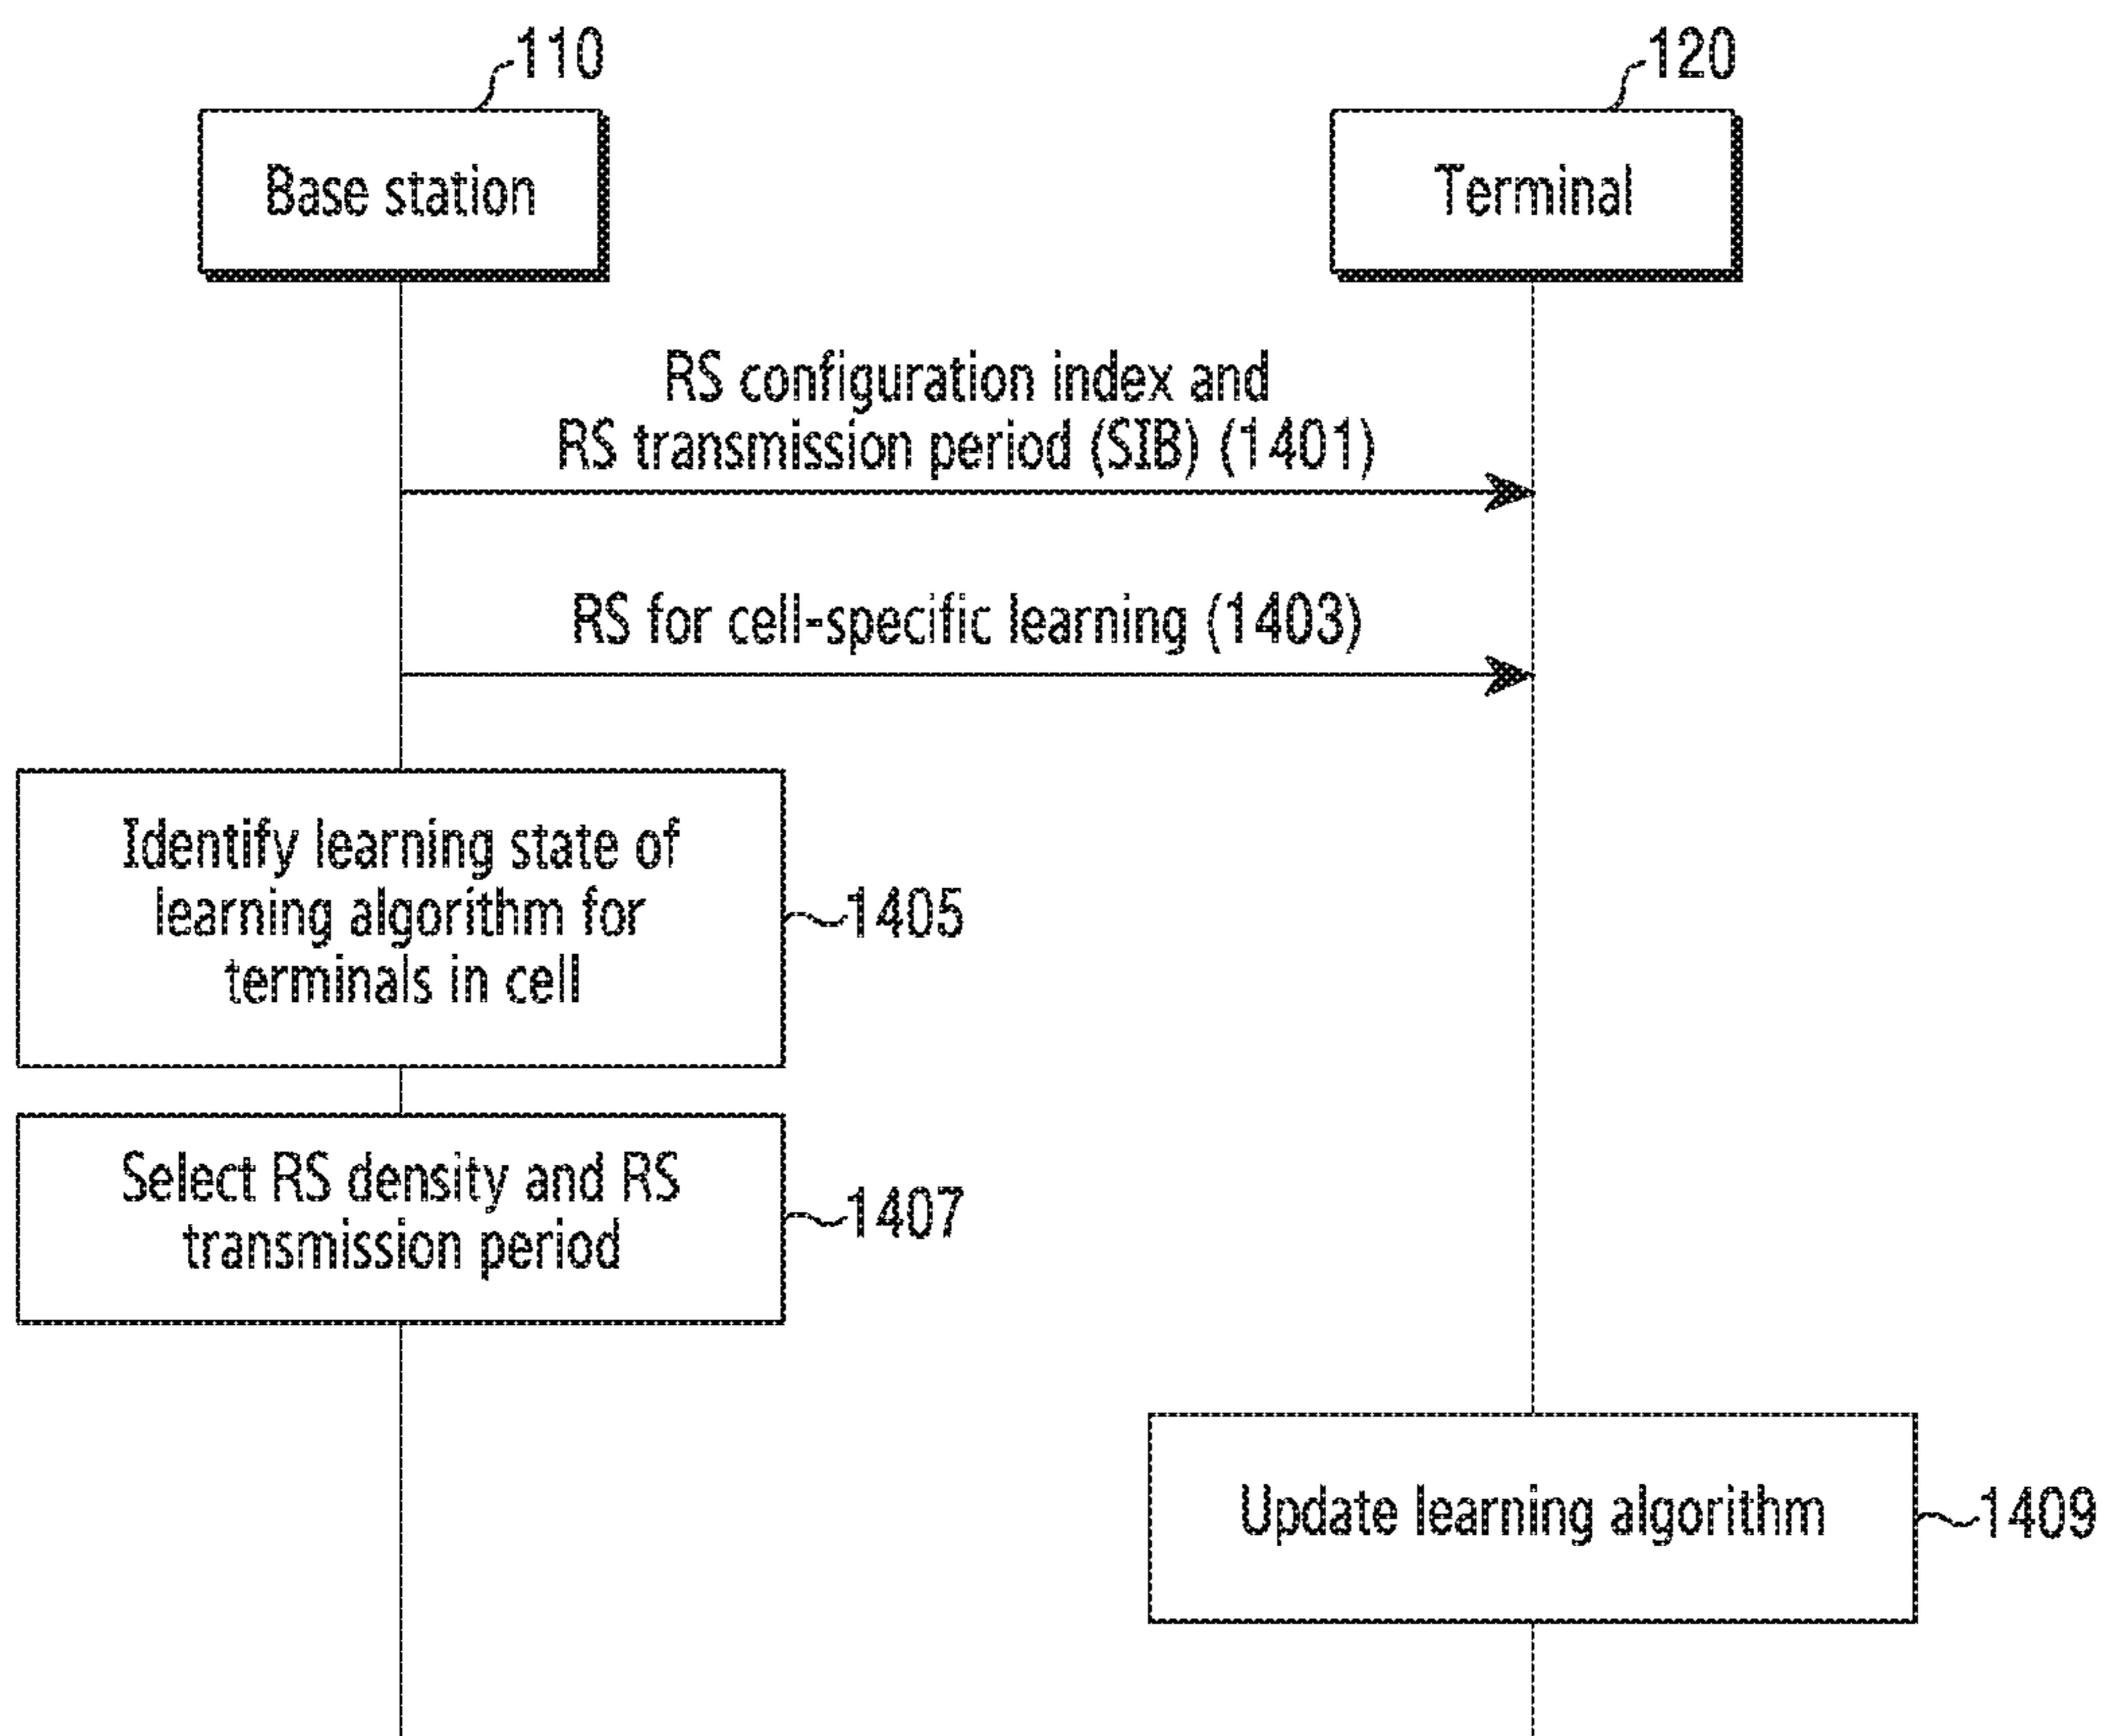 110
120
Base station
Terminal
RS configuration index and
RS transmission period (SIB) (1401)
RS for cell-specific learning (1403)
Identify learning state of
learning algorithm for
terminals in cell
1405
Select RS density and RS
transmission period
1407
Update learning algorithm
1409